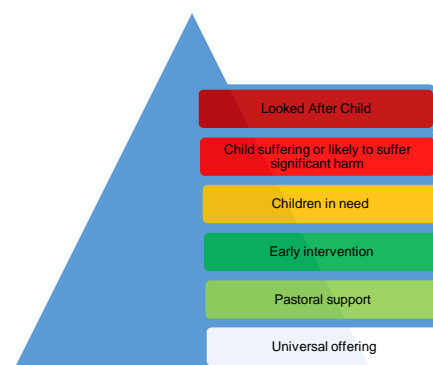 Looked After Child
Child suffering or likely to suffer
significant harm
Children in need
Early intervention
Pastoral support
Universal offering